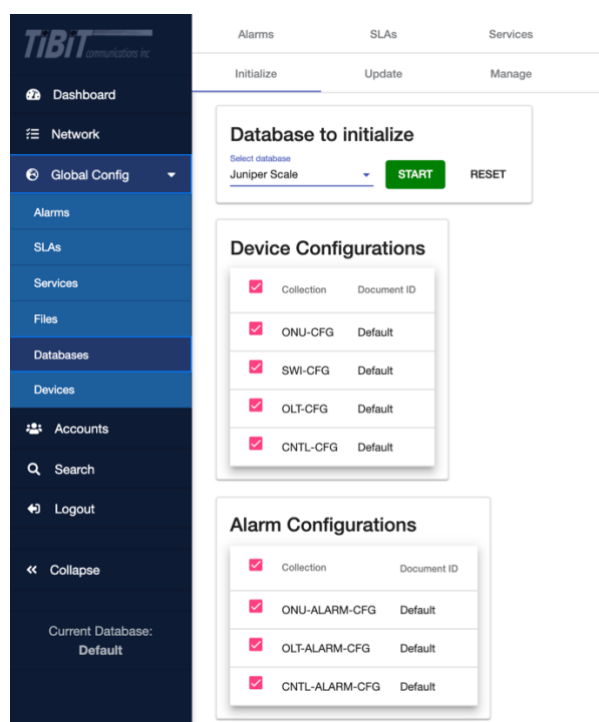 TiBiT communications inc
Dashboard
Network
Global Config
Alarms
SLAs
Services
Files
Databases
Devices
Accounts
Search
Logout
Collapse
Current Database:
Default
Alarms SLAs Services
Initialize Update Manage
Database to initialize
Select database
Juniper Scale START RESET
Device Configurations
Collection Document ID
ONU-CFG Default
SWI-CFG Default
OLT-CFG Default
CNTL-CFG Default
Alarm Configurations
Collection Document ID
ONU-ALARM-CFG Default
OLT-ALARM-CFG Default
CNTL-ALARM-CFG Default